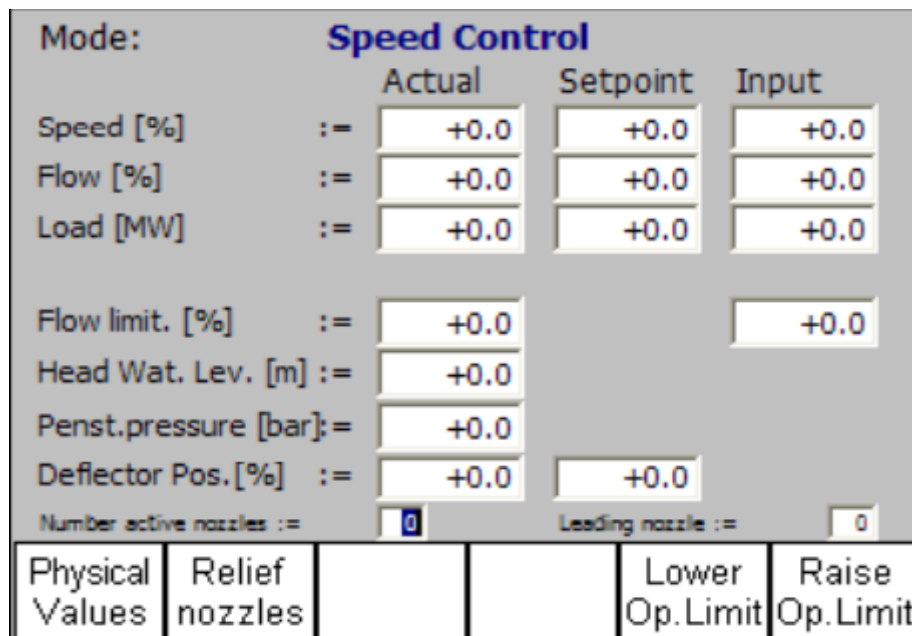 Mode: Speed Control
Actual Setpoint Input
Speed [%] := +0.0 +0.0 +0.0
Flow [%] := +0.0 +0.0 +0.0
Load [MW] := +0.0 +0.0 +0.0
Flow limit. [%] := +0.0 +0.0
Head Wat. Lev. [m] := +0.0
Penst.pressure [bar]:= +0.0
Deflector Pos.[%] := +0.0 +0.0
Number active nozzles := 0 Leading nozzle := 0
Physical Values
Relief nozzles
Lower Op.Limit
Raise Op.Limit